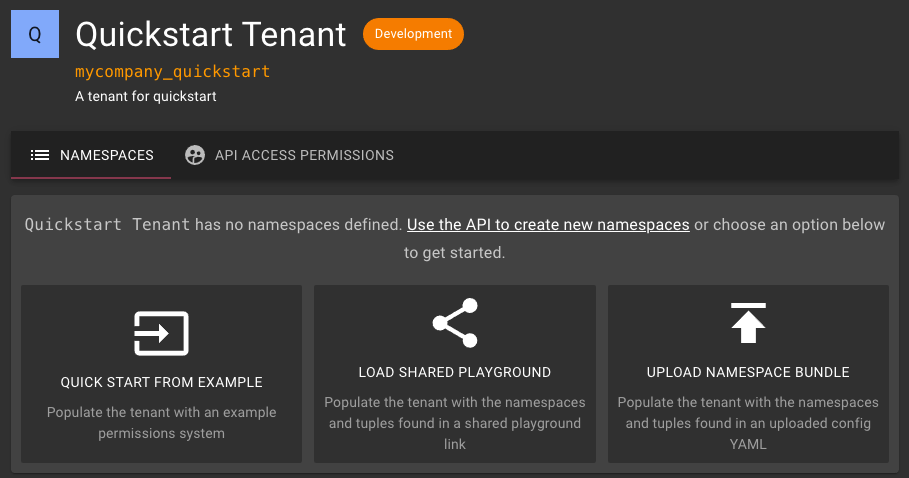 Q
Quickstart Tenant
Development
mycompany_quickstart
A tenant for quickstart
NAMESPACES
API ACCESS PERMISSIONS
Quickstart Tenant has no namespaces defined. Use the API to create new namespaces or choose an option below
to get started.
QUICK START FROM EXAMPLE
Populate the tenant with an example
permissions system
LOAD SHARED PLAYGROUND
Populate the tenant with the namespaces
and tuples found in a shared playground
link
UPLOAD NAMESPACE BUNDLE
Populate the tenant with the namespaces
and tuples found in an uploaded config
YAML